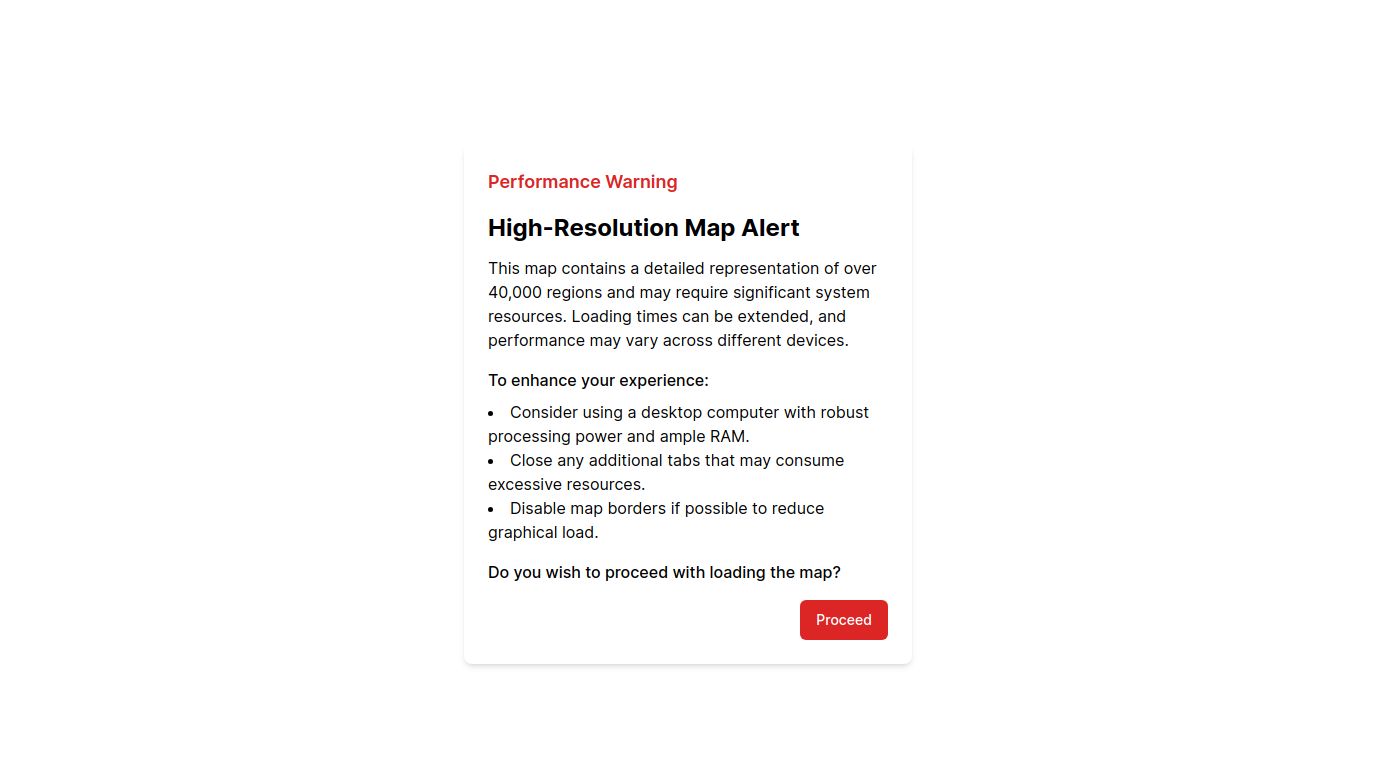 Performance Warning
High-Resolution Map Alert
This map contains a detailed representation of over
40,000 regions and may require significant system
resources. Loading times can be extended, and
performance may vary across different devices.
To enhance your experience:
• Consider using a desktop computer with robust
processing power and ample RAM.
• Close any additional tabs that may consume
excessive resources.
• Disable map borders if possible to reduce
graphical load.
Do you wish to proceed with loading the map?
Proceed